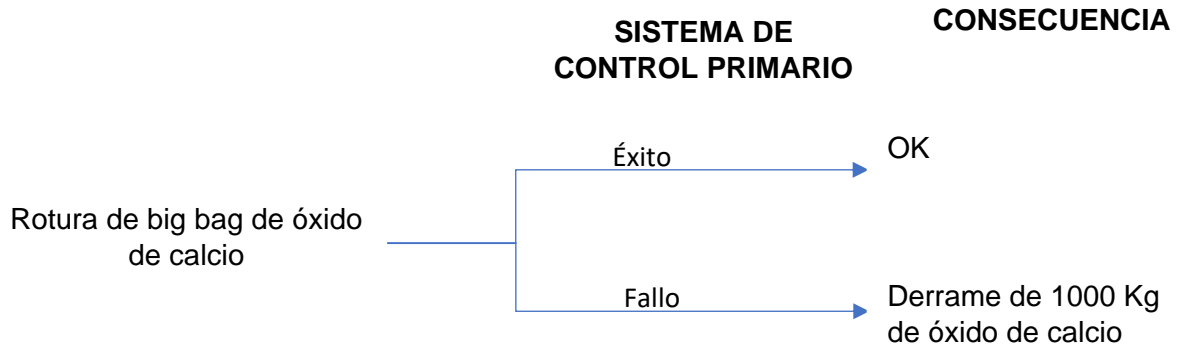 CONSECUENCIA
SISTEMA DE
CONTROL PRIMARIO
Éxito
OK
Rotura de big bag de óxido
de calcio
Fallo
Derrame de 1000 Kg
de óxido de calcio